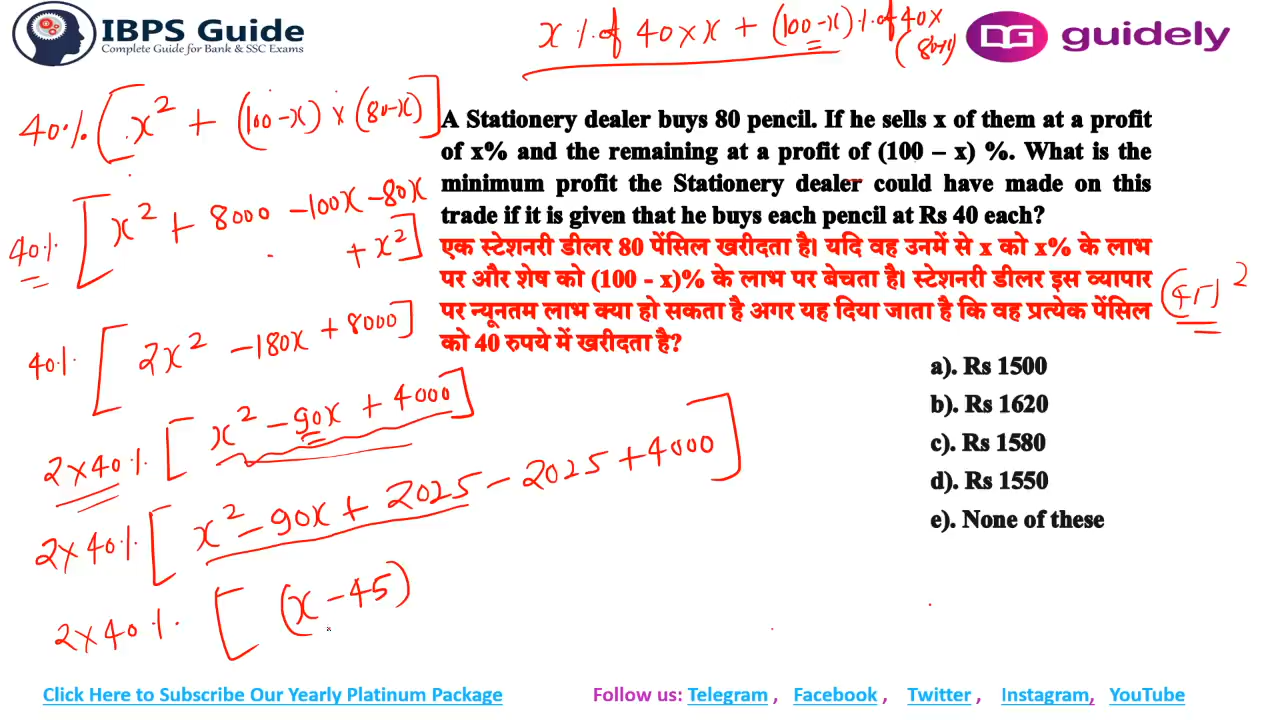 IBPS Guide
Complete Guide for Bank & SSC Exams
x % of 40 × x + (100 - x) % of 40 ×
(80-x)
guidely
40% [ x² + (100-x) × (80-x) ]
A Stationery dealer buys 80 pencil. If he sells x of them at a profit
of x% and the remaining at a profit of (100 – x) %. What is the
minimum profit the Stationery dealer could have made on this
trade if it is given that he buys each pencil at Rs 40 each?
एक स्टेशनरी डीलर 80 पेंसिल खरीदता है। यदि वह उनमें से x को x% के लाभ
पर और शेष को (100 - x)% के लाभ पर बेचता है। स्टेशनरी डीलर इस व्यापार
पर न्यूनतम लाभ क्या हो सकता है अगर यह दिया जाता है कि वह प्रत्येक पेंसिल
को 40 रुपये में खरीदता है?
(45)²
40% [ x² + 8000 - 100x - 80x
+ x² ]
40% [ 2x² - 180x + 8000 ]
2×40% [ x² - 90x + 4000 ]
2×40% [ x² - 90x + 2025 - 2025 + 4000 ]
2×40% [ (x - 45)
a). Rs 1500
b). Rs 1620
c). Rs 1580
d). Rs 1550
e). None of these
Click Here to Subscribe Our Yearly Platinum Package
Follow us: Telegram , Facebook , Twitter , Instagram, YouTube